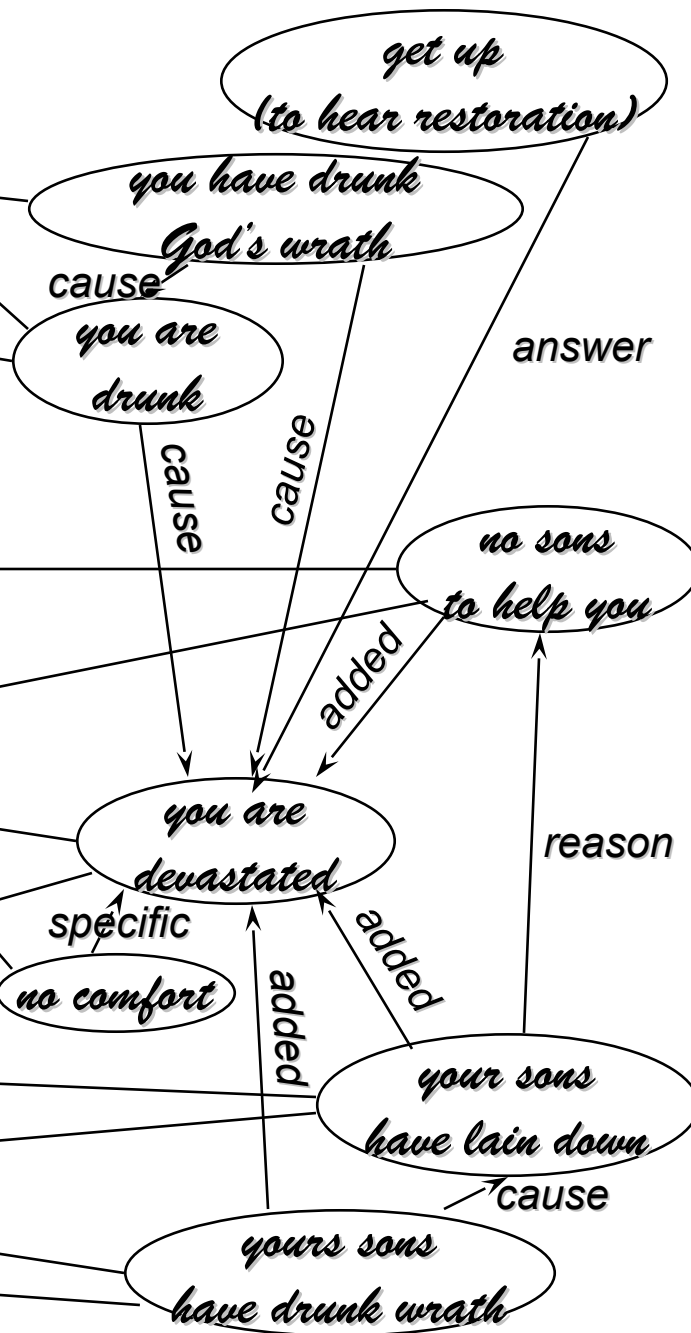 get up
(to hear restoration)
you have drunk
God's wrath
cause
you are
drunk
answer
cause
cause
no sons
to help you
added
you are
devastated
reason
specific
added
no comfort
added
your sons
have lain down
cause
yours sons
have drunk wrath